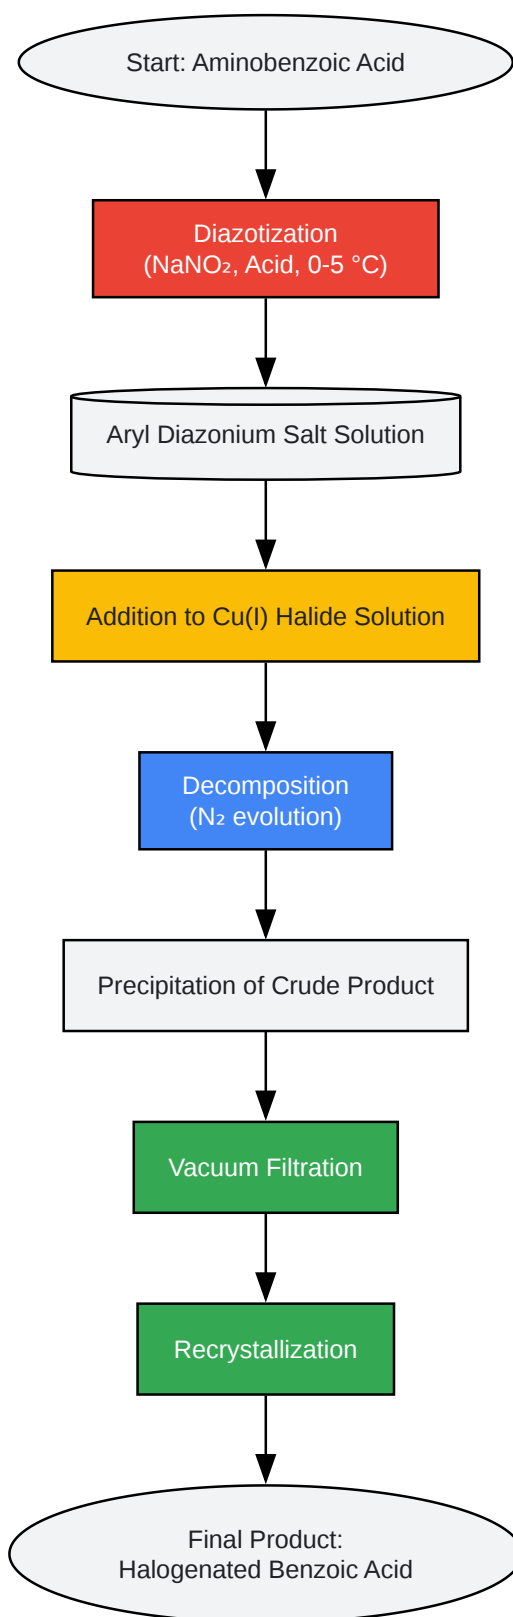 Start: Aminobenzoic Acid
Diazotization
(NaNO₂, Acid, 0-5 °C)
Aryl Diazonium Salt Solution
Addition to Cu(I) Halide Solution
Decomposition
(N₂ evolution)
Precipitation of Crude Product
Vacuum Filtration
Recrystallization
Final Product:
Halogenated Benzoic Acid